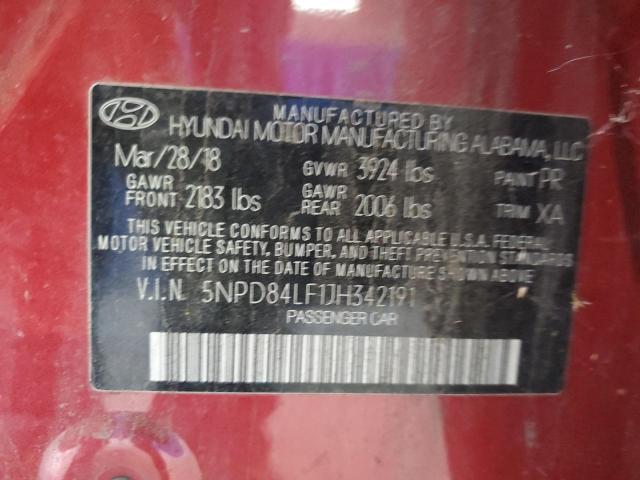 MANUFACTURED BY
HYUNDAI MOTOR MANUFACTURING ALABAMA, LLC
Mar/28/18 GVWR 3924 lbs PAINT PR
GAWR FRONT 2183 lbs GAWR REAR 2006 lbs TRIM XA
THIS VEHICLE CONFORMS TO ALL APPLICABLE U.S.A. FEDERAL
MOTOR VEHICLE SAFETY, BUMPER, AND THEFT PREVENTION STANDARDS
IN EFFECT ON THE DATE OF MANUFACTURE SHOWN ABOVE.
V.I.N. 5NPD84LF1JH342191
PASSENGER CAR